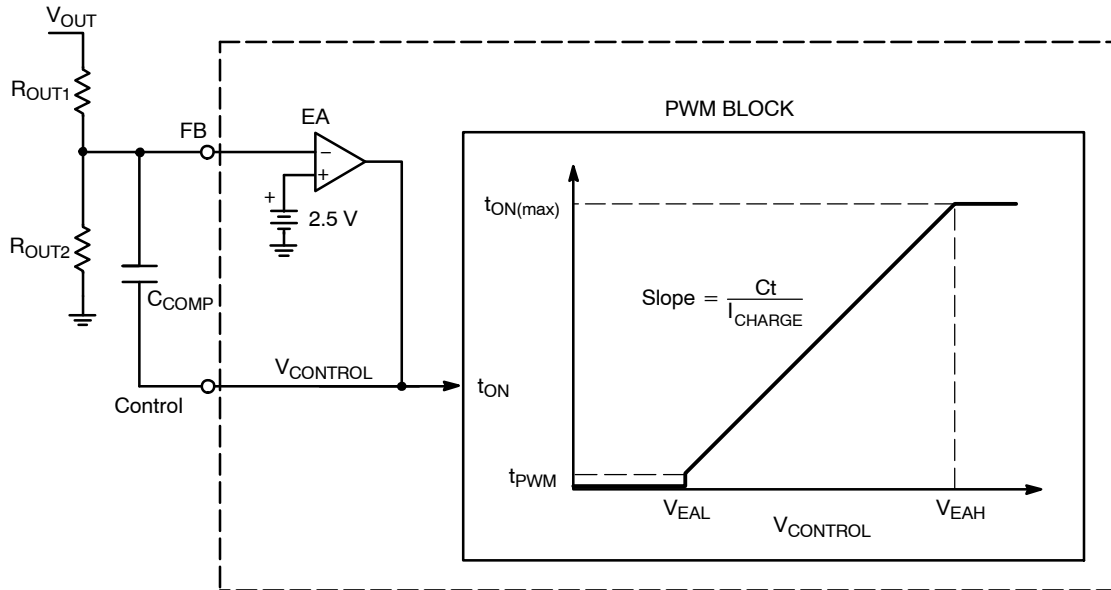 VOUT
ROUT1
EA
PWM BLOCK
FB
−
+
+
2.5 V
tON(max)
ROUT2
CCOMP
Slope = Ct
ICHARGE
VCONTROL
Control
tON
tPWM
VEAL
VEAH
VCONTROL